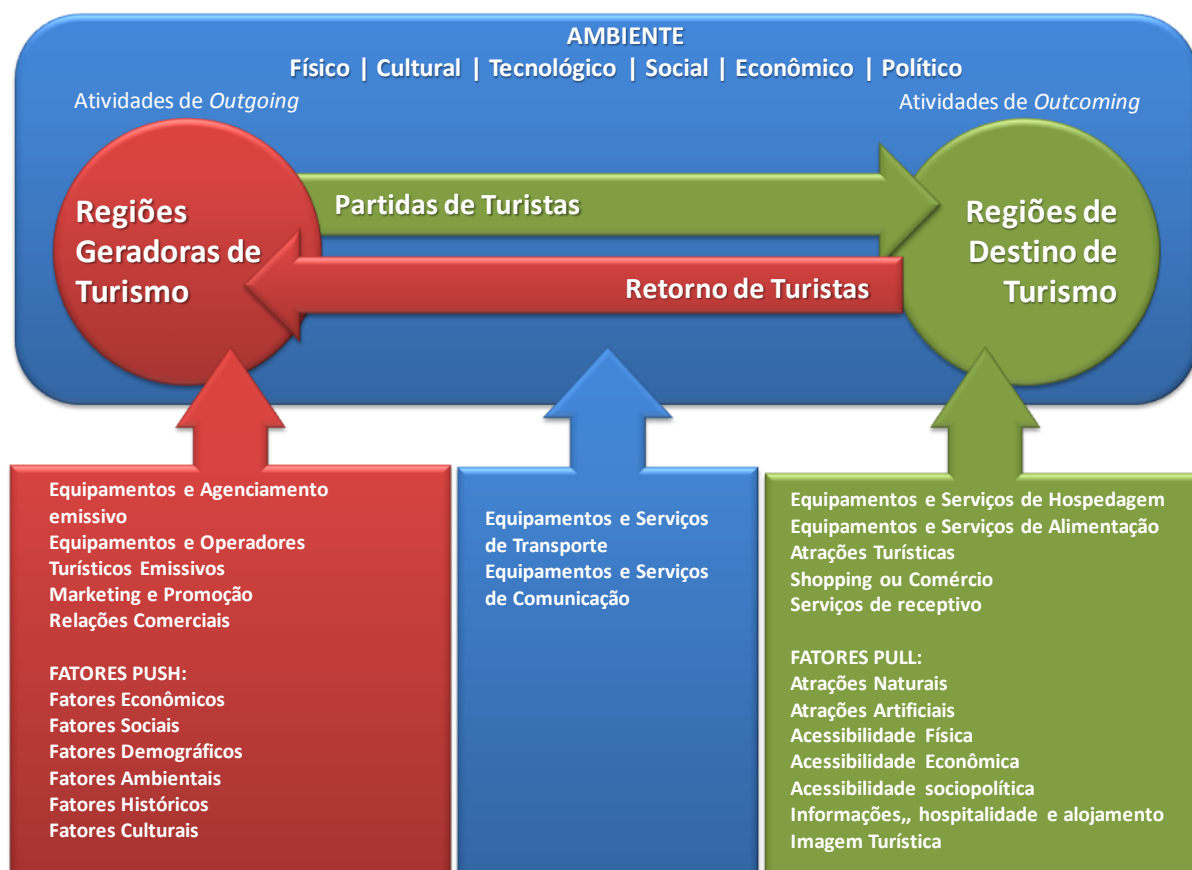 AMBIENTE
Físico | Cultural | Tecnológico | Social | Econômico | Político
Atividades de Outgoing
Atividades de Outcoming
Regiões
Geradoras de
Turismo
Partidas de Turistas
Retorno de Turistas
Regiões de
Destino de
Turismo
Equipamentos e Agenciamento
emissivo
Equipamentos e Operadores
Turísticos Emissivos
Marketing e Promoção
Relações Comerciais
FATORES PUSH:
Fatores Econômicos
Fatores Sociais
Fatores Demográficos
Fatores Ambientais
Fatores Históricos
Fatores Culturais
Equipamentos e Serviços
de Transporte
Equipamentos e Serviços
de Comunicação
Equipamentos e Serviços de Hospedagem
Equipamentos e Serviços de Alimentação
Atrações Turísticas
Shopping ou Comércio
Serviços de receptivo
FATORES PULL:
Atrações Naturais
Atrações Artificiais
Acessibilidade Física
Acessibilidade Econômica
Acessibilidade sociopolítica
Informações,, hospitalidade e alojamento
Imagem Turística